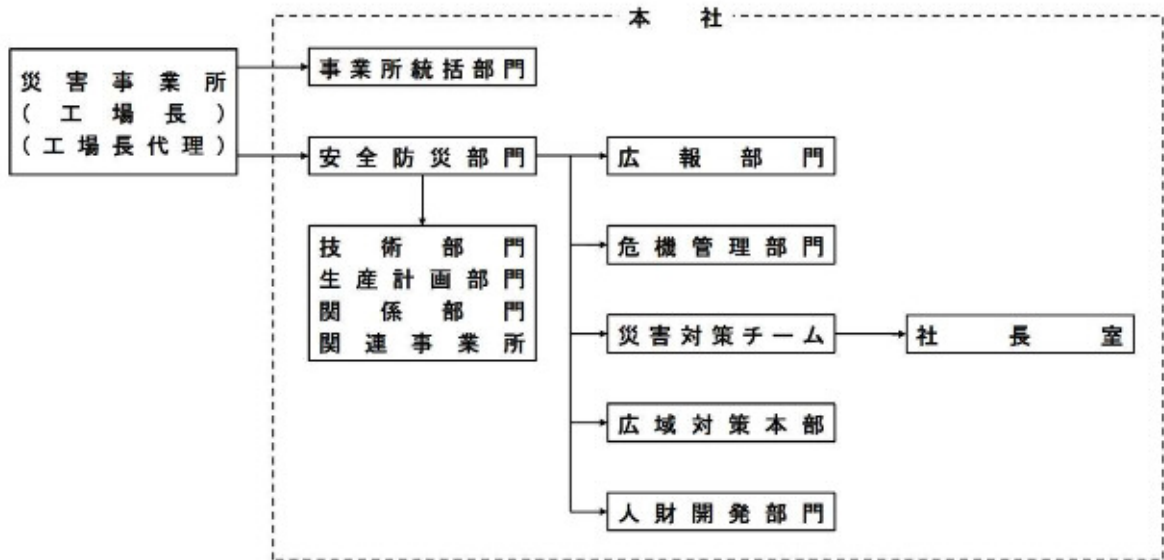 本社
災害事業所
(工場長)
(工場長代理)
事業所統括部門
安全防災部門
広報部門
技術部門
生産計画部門
関係部門
関連事業所
危機管理部門
災害対策チーム
社長室
広域対策本部
人財開発部門